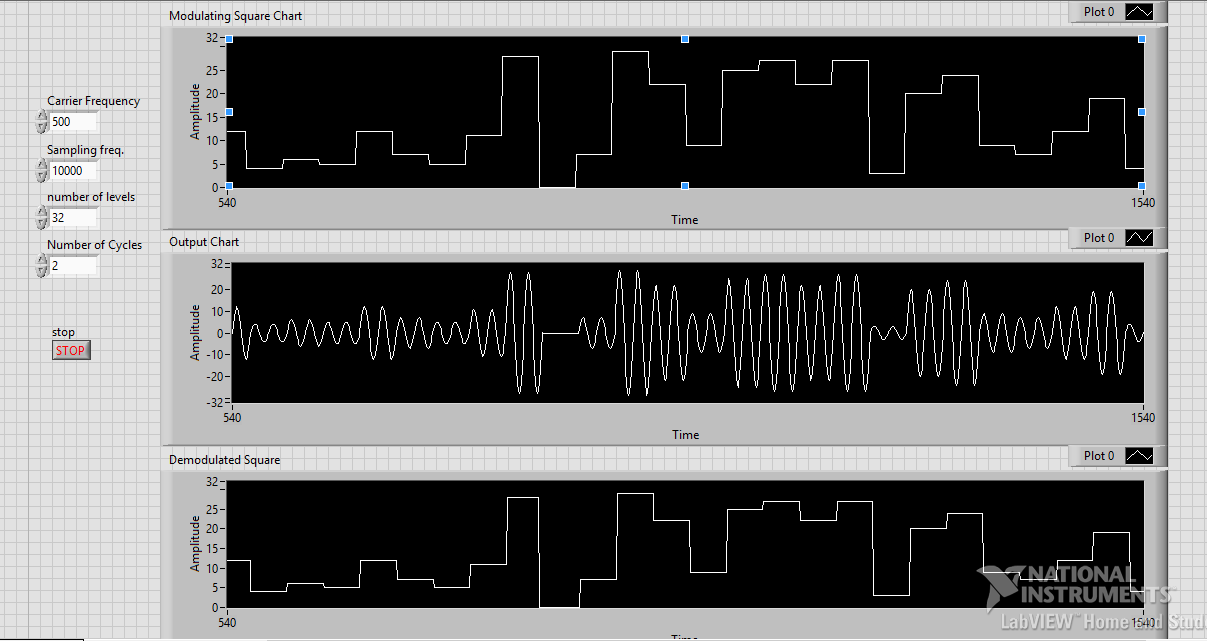 Modulating Square Chart
Plot 0
32
25
20
15
10
5
0
Amplitude
540
1540
Time
Carrier Frequency
500
Sampling freq.
10000
number of levels
32
Number of Cycles
2
stop
STOP
Output Chart
Plot 0
32
20
10
0
-10
-20
-32
Amplitude
540
1540
Time
Demodulated Square
Plot 0
32
25
20
15
10
5
0
Amplitude
540
1540
Time
NATIONAL
INSTRUMENTS
LabVIEW™ Home and Stud